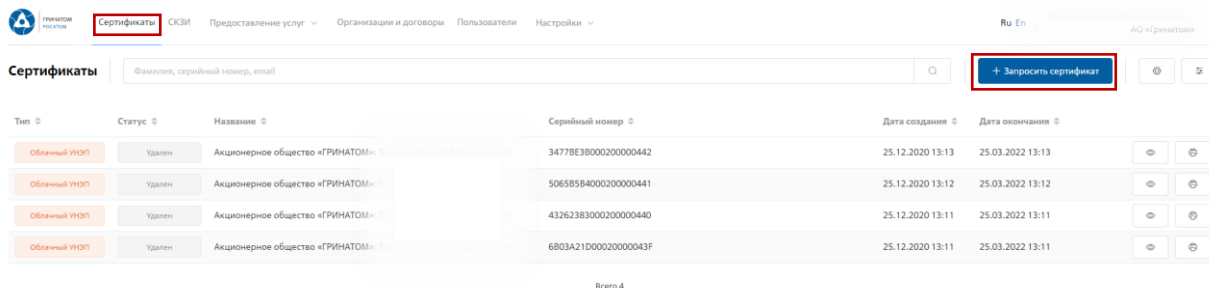 ГРИНАТОМ
РОСАТОМ
Сертификаты СКЗИ Предоставление услуг Организации и договоры Пользователи Настройки Ru En
АО «Гринатом»
Сертификаты Фамилия, серийный номер, email + Запросить сертификат
Тип Статус Название Серийный номер Дата создания Дата окончания
Облачный УНЭП Удален Акционерное общество «ГРИНАТОМ»: 34778E3B000200000442 25.12.2020 13:13 25.03.2022 13:13
Облачный УНЭП Удален Акционерное общество «ГРИНАТОМ»: 5065B5B4000200000441 25.12.2020 13:12 25.03.2022 13:12
Облачный УНЭП Удален Акционерное общество «ГРИНАТОМ»: 43262383000200000440 25.12.2020 13:11 25.03.2022 13:11
Облачный УНЭП Удален Акционерное общество «ГРИНАТОМ»: 6B03A21D00020000043F 25.12.2020 13:11 25.03.2022 13:11
Всего 4